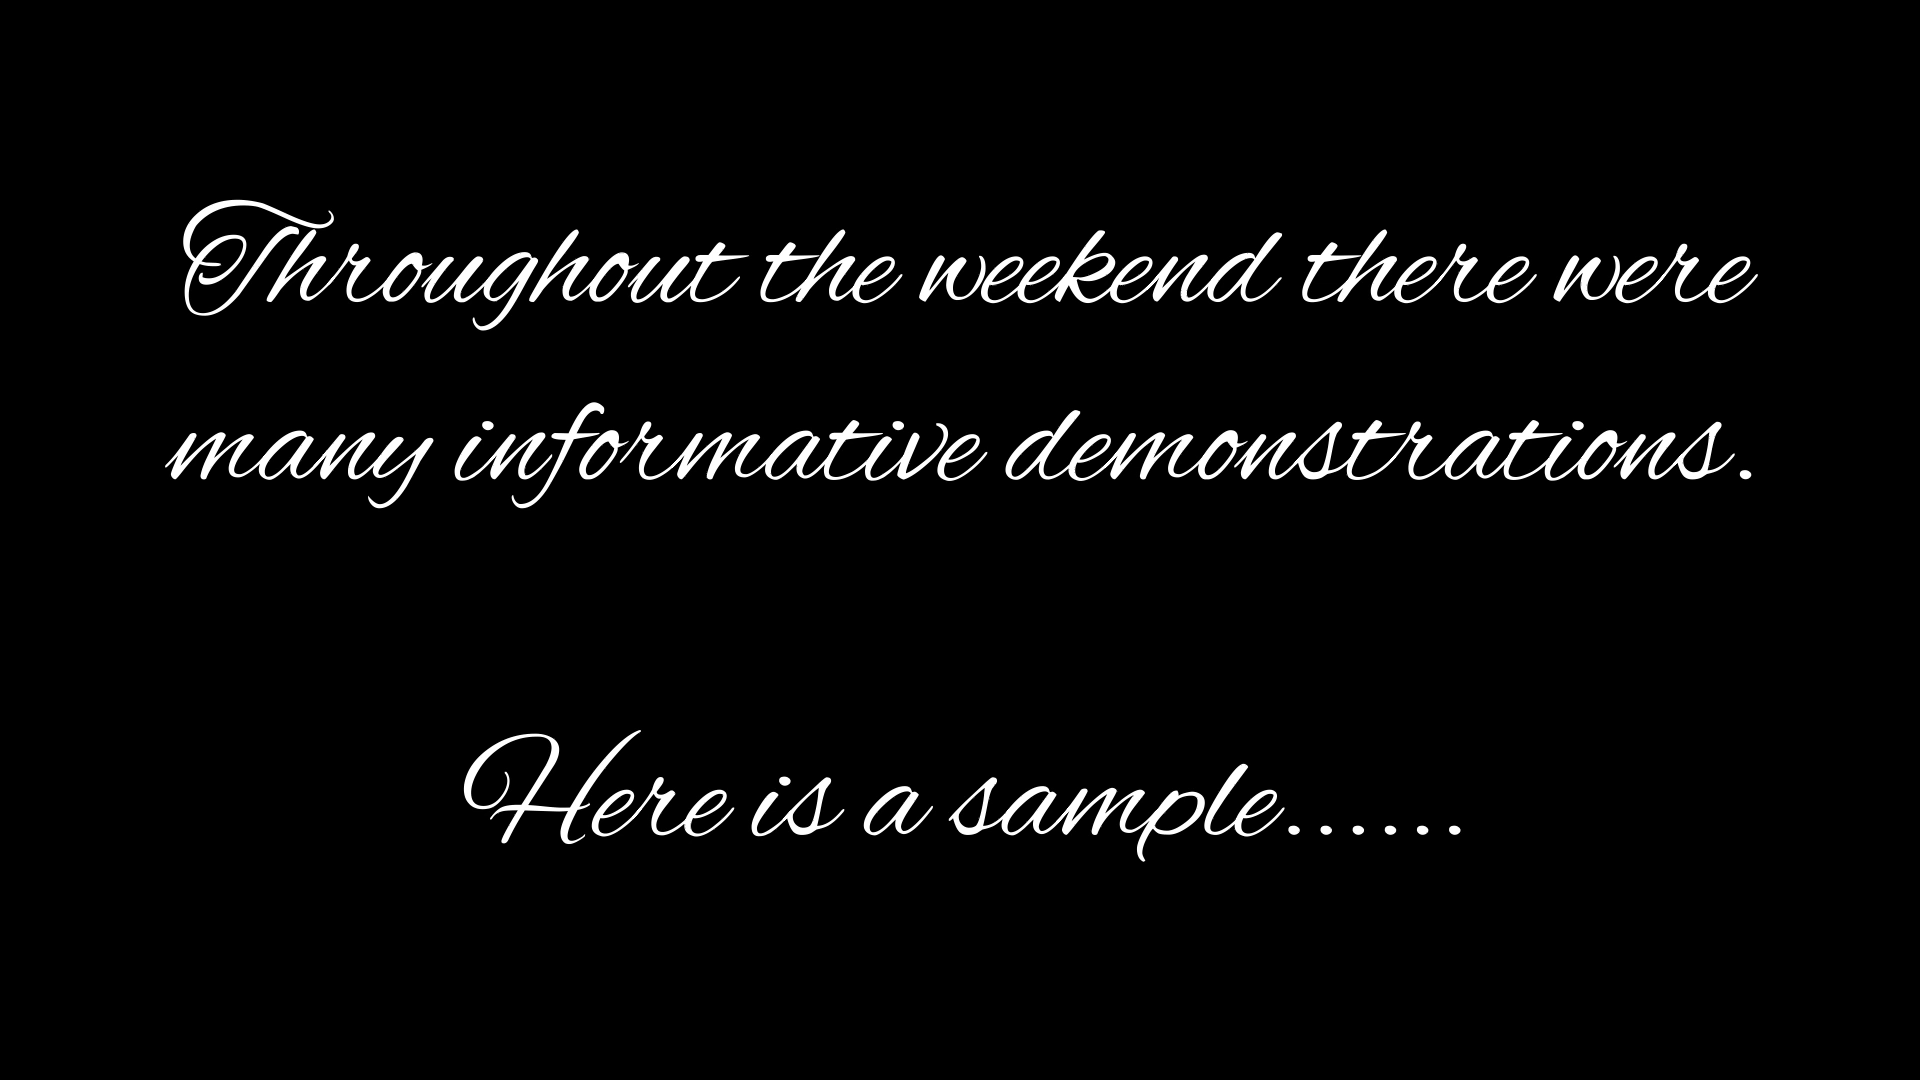 Throughout the weekend there were
many informative demonstrations.
Here is a sample......